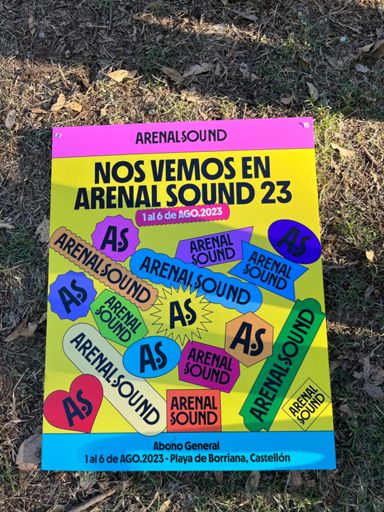 ARENALSOUND
NOS VEMOS EN
ARENAL SOUND 23
1 al 6 de AGO.2023
AS
ARENAL
SOUND
AS
ARENALSOUND
ARENALSOUND
ARENAL
SOUND
AS
ARENAL
SOUND
AS
AS
ARENALSOUND
ARENALSOUND
AS
ARENAL
SOUND
AS
ARENAL
SOUND
ARENAL
SOUND
Abono General
1 al 6 de AGO.2023 - Playa de Borriana, Castellón